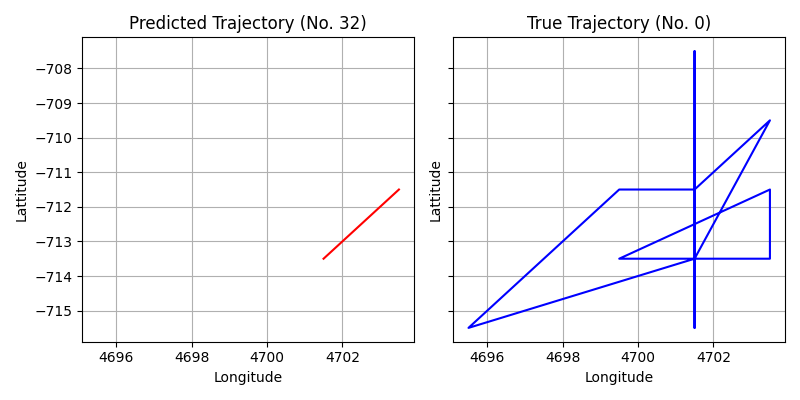 Predicted Trajectory (No. 32)
−708
−709
−710
−711
−712
−713
−714
−715
Lattitude
4696 4698 4700 4702
Longitude
True Trajectory (No. 0)
Lattitude
4696 4698 4700 4702
Longitude